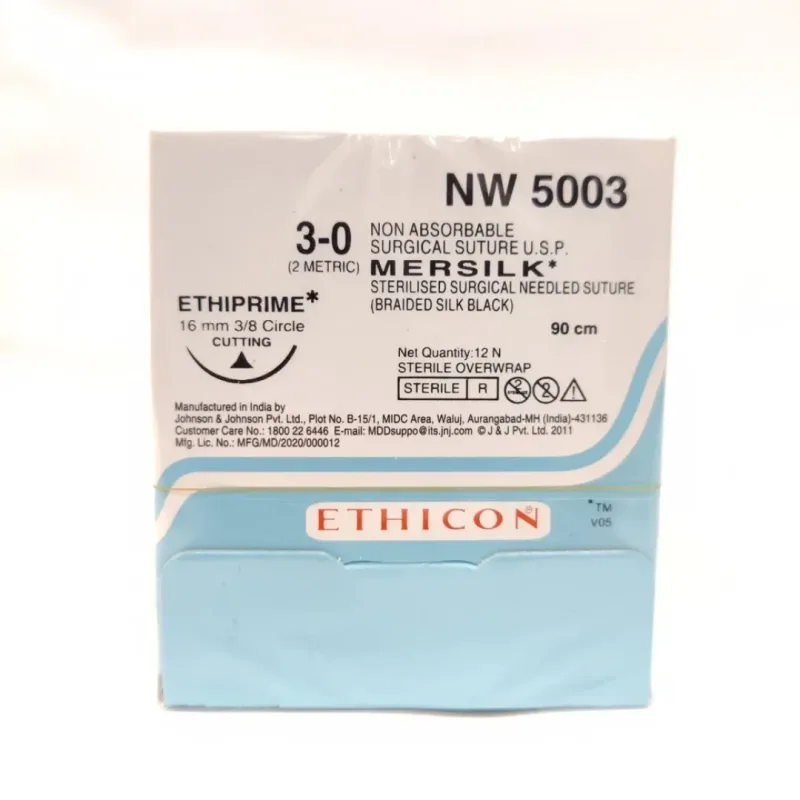 NW 5003
3-0
(2 METRIC)
NON ABSORBABLE
SURGICAL SUTURE U.S.P.
MERSILK*
STERILISED SURGICAL NEEDLED SUTURE
(BRAIDED SILK BLACK)
90 cm
ETHIPRIME*
16 mm 3/8 Circle
CUTTING
Net Quantity:12 N
STERILE OVERWRAP
STERILE R
Manufactured in India by
Johnson & Johnson Pvt. Ltd., Plot No. B-15/1, MIDC Area, Waluj, Aurangabad-MH (India)-431136
Customer Care No.: 1800 22 6446 E-mail: MDDsuppo@its.jnj.com © J & J Pvt. Ltd. 2011
Mfg. Lic. No.: MFG/MD/2020/000012
ETHICON®
*TM
V05